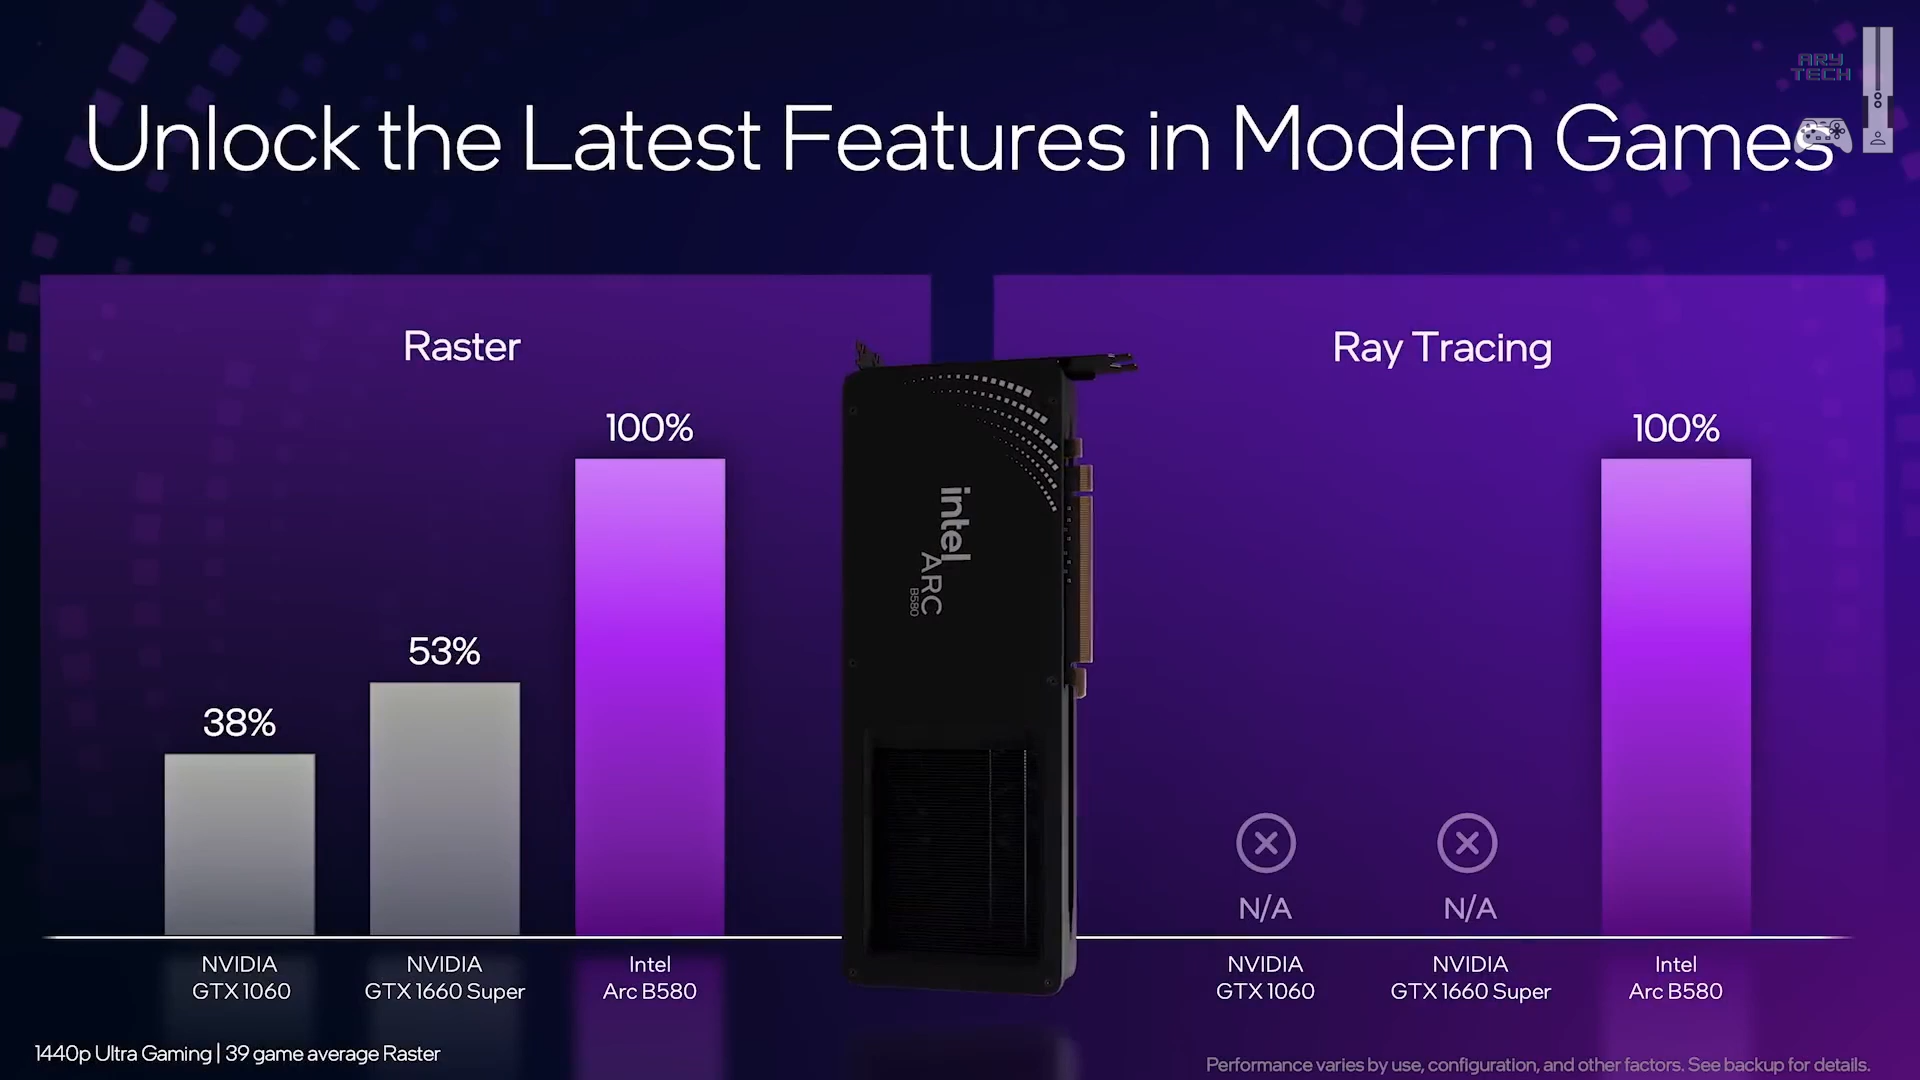 ARY
TECH
Unlock the Latest Features in Modern Games
Raster
100%
53%
38%
NVIDIA
GTX 1060
NVIDIA
GTX 1660 Super
Intel
Arc B580
intel
ARC
B580
Ray Tracing
100%
N/A
N/A
NVIDIA
GTX 1060
NVIDIA
GTX 1660 Super
Intel
Arc B580
1440p Ultra Gaming | 39 game average Raster
Performance varies by use, configuration, and other factors. See backup for details.